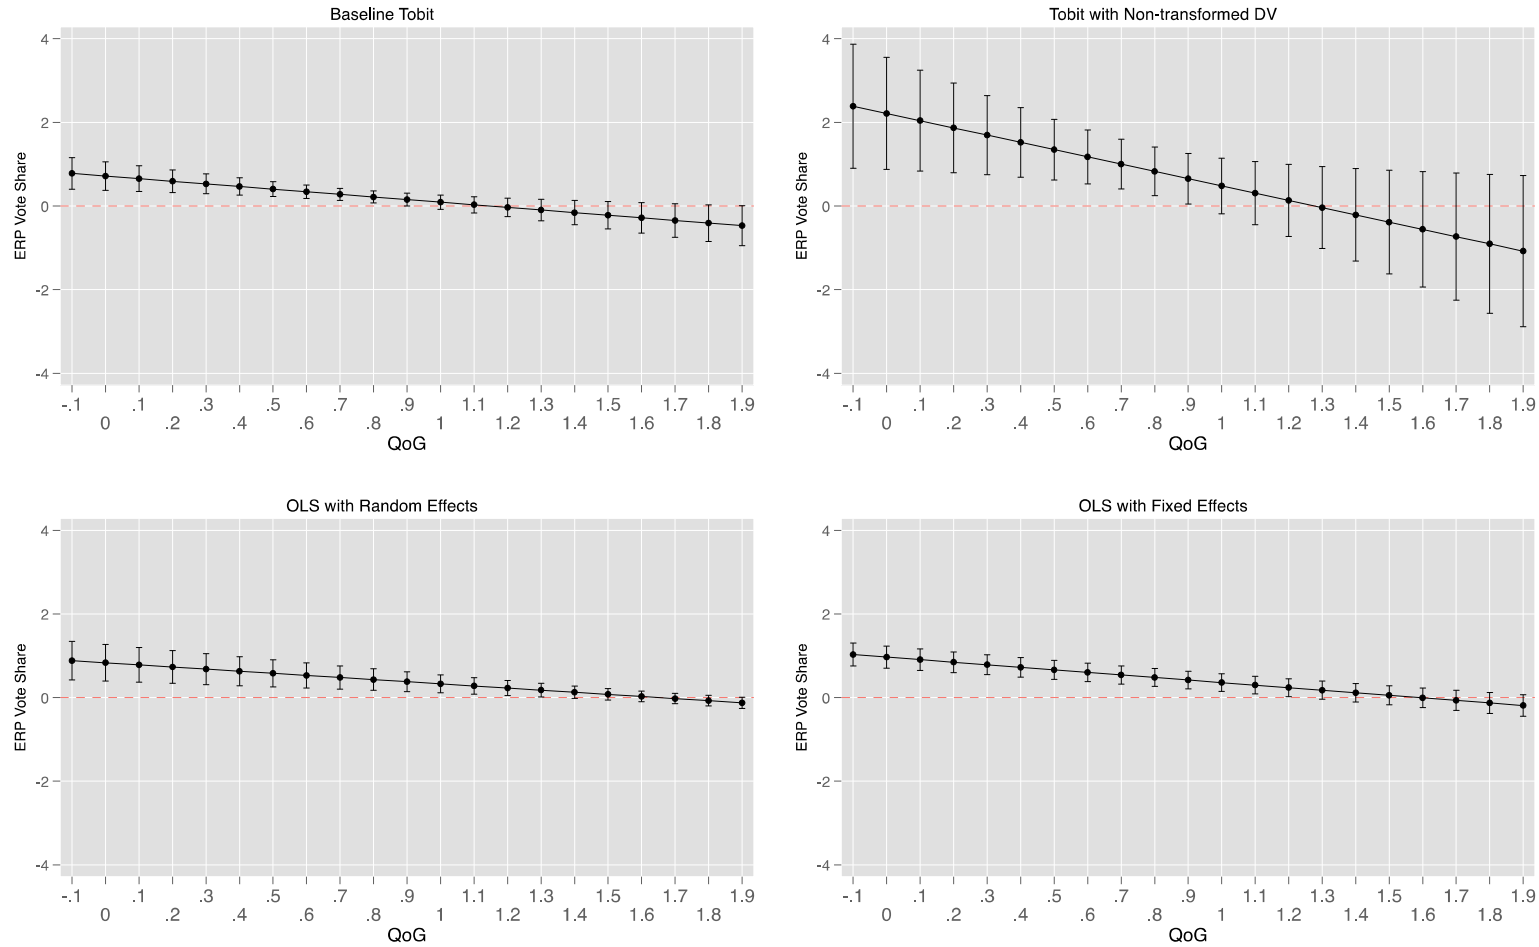 Baseline Tobit
4
2
0
-2
-4
ERP Vote Share
-.1 0 .1 .2 .3 .4 .5 .6 .7 .8 .9 1 1.1 1.2 1.3 1.4 1.5 1.6 1.7 1.8 1.9
QoG
Tobit with Non-transformed DV
4
2
0
-2
-4
ERP Vote Share
-.1 0 .1 .2 .3 .4 .5 .6 .7 .8 .9 1 1.1 1.2 1.3 1.4 1.5 1.6 1.7 1.8 1.9
QoG
OLS with Random Effects
4
2
0
-2
-4
ERP Vote Share
-.1 0 .1 .2 .3 .4 .5 .6 .7 .8 .9 1 1.1 1.2 1.3 1.4 1.5 1.6 1.7 1.8 1.9
QoG
OLS with Fixed Effects
4
2
0
-2
-4
ERP Vote Share
-.1 0 .1 .2 .3 .4 .5 .6 .7 .8 .9 1 1.1 1.2 1.3 1.4 1.5 1.6 1.7 1.8 1.9
QoG